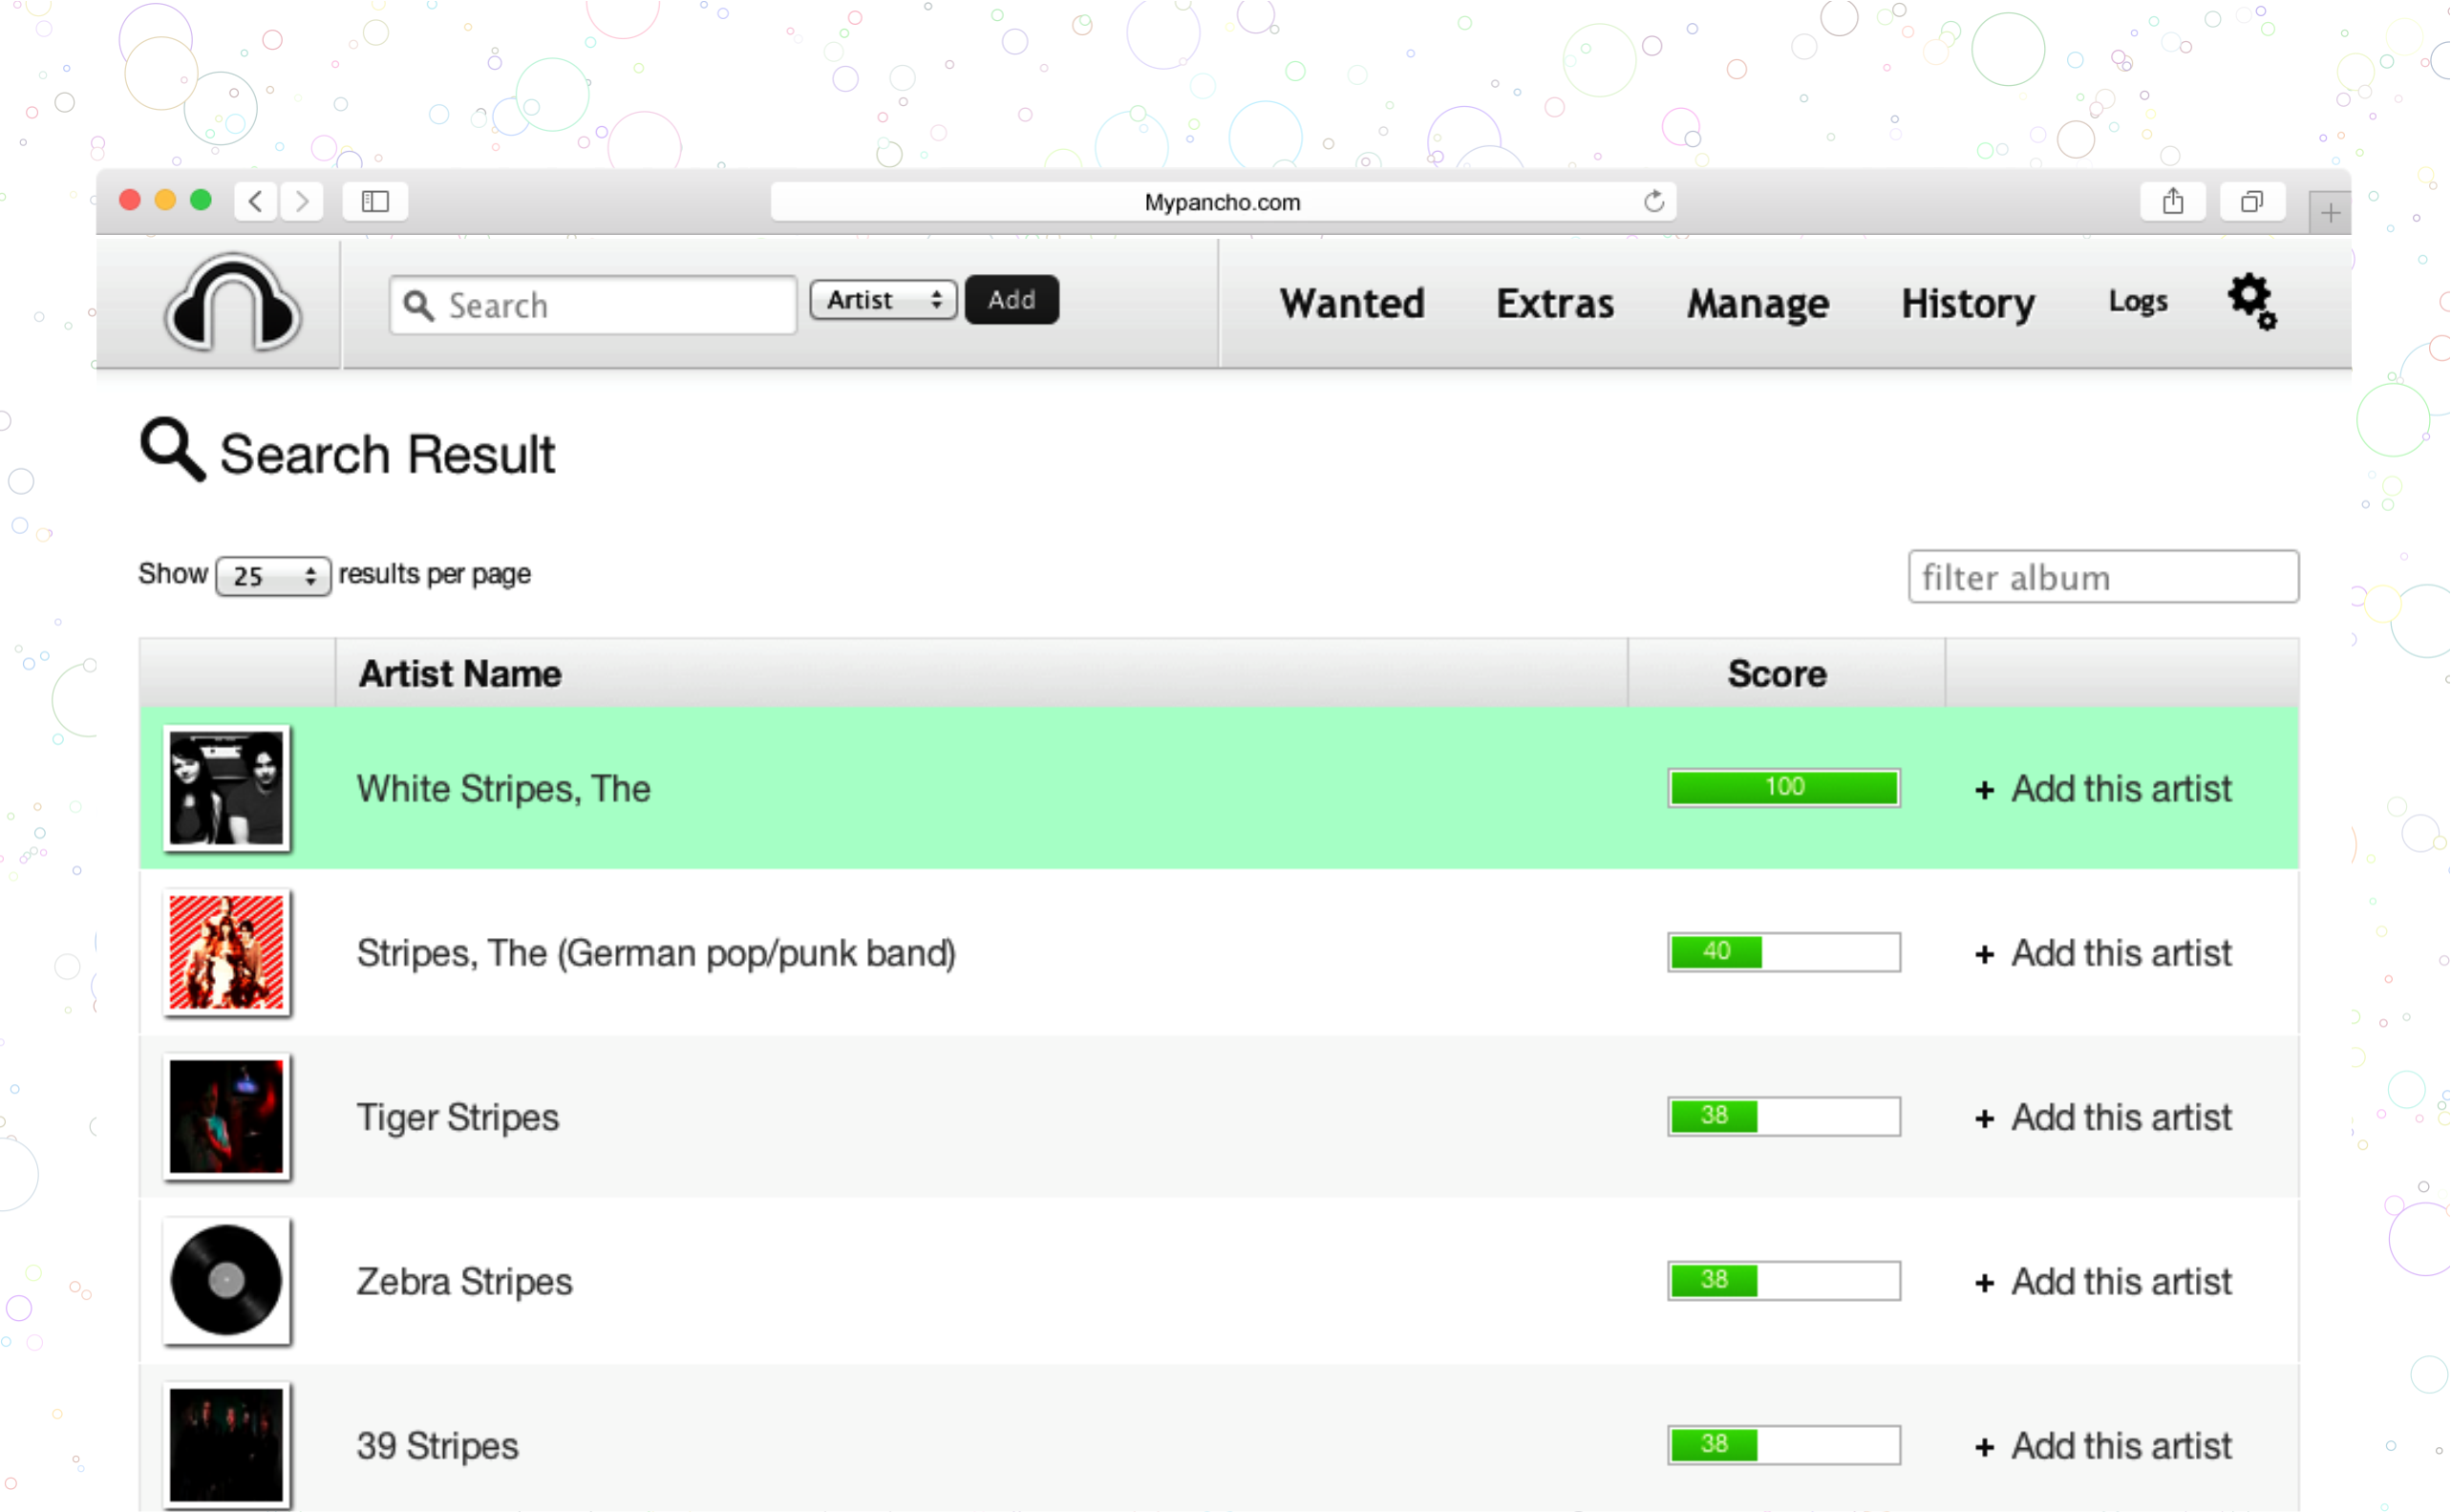 Mypancho.com
Search Artist Add Wanted Extras Manage History Logs
Search Result
Show 25 results per page filter album
Artist Name Score
White Stripes, The 100 + Add this artist
Stripes, The (German pop/punk band) 40 + Add this artist
Tiger Stripes 38 + Add this artist
Zebra Stripes 38 + Add this artist
39 Stripes 38 + Add this artist